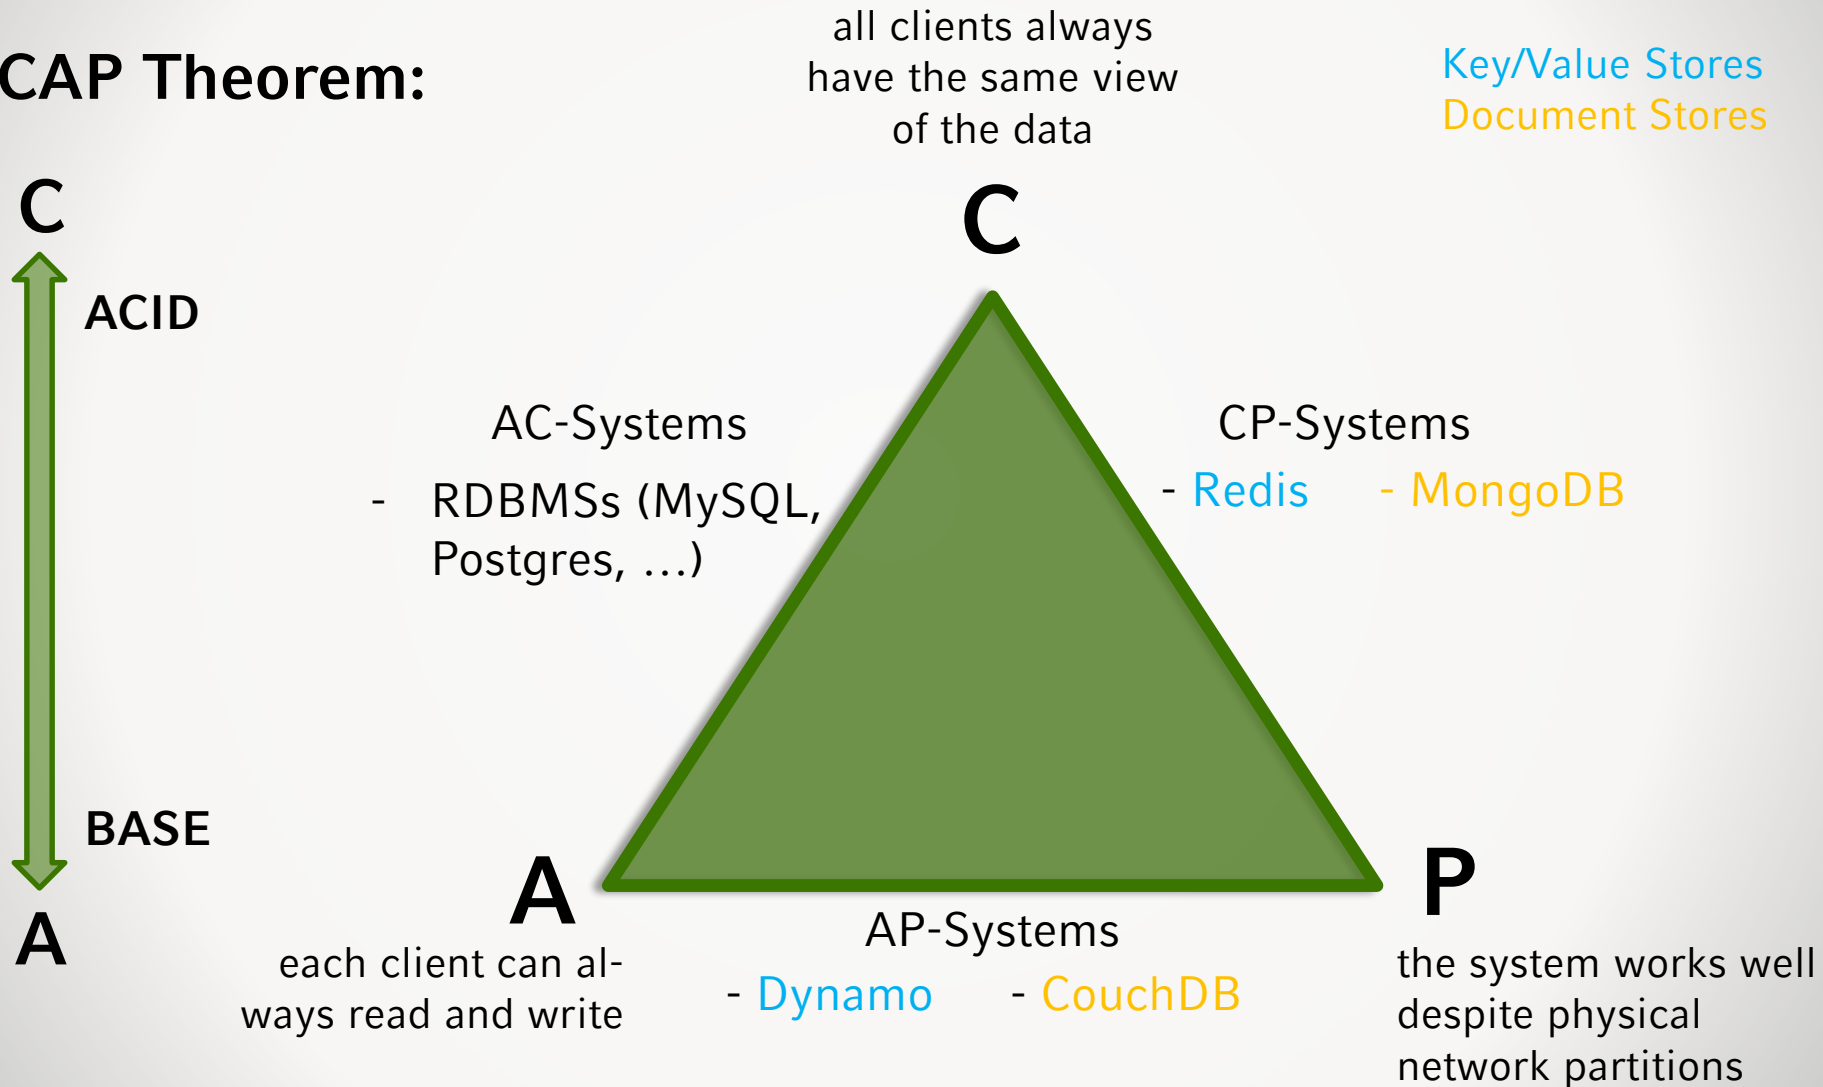 CAP Theorem:
all clients always
have the same view
of the data
Key/Value Stores
Document Stores
C
ACID
BASE
A
C
AC-Systems
- RDBMSs (MySQL,
Postgres, ...)
CP-Systems
- Redis - MongoDB
A
each client can al-
ways read and write
AP-Systems
- Dynamo - CouchDB
P
the system works well
despite physical
network partitions